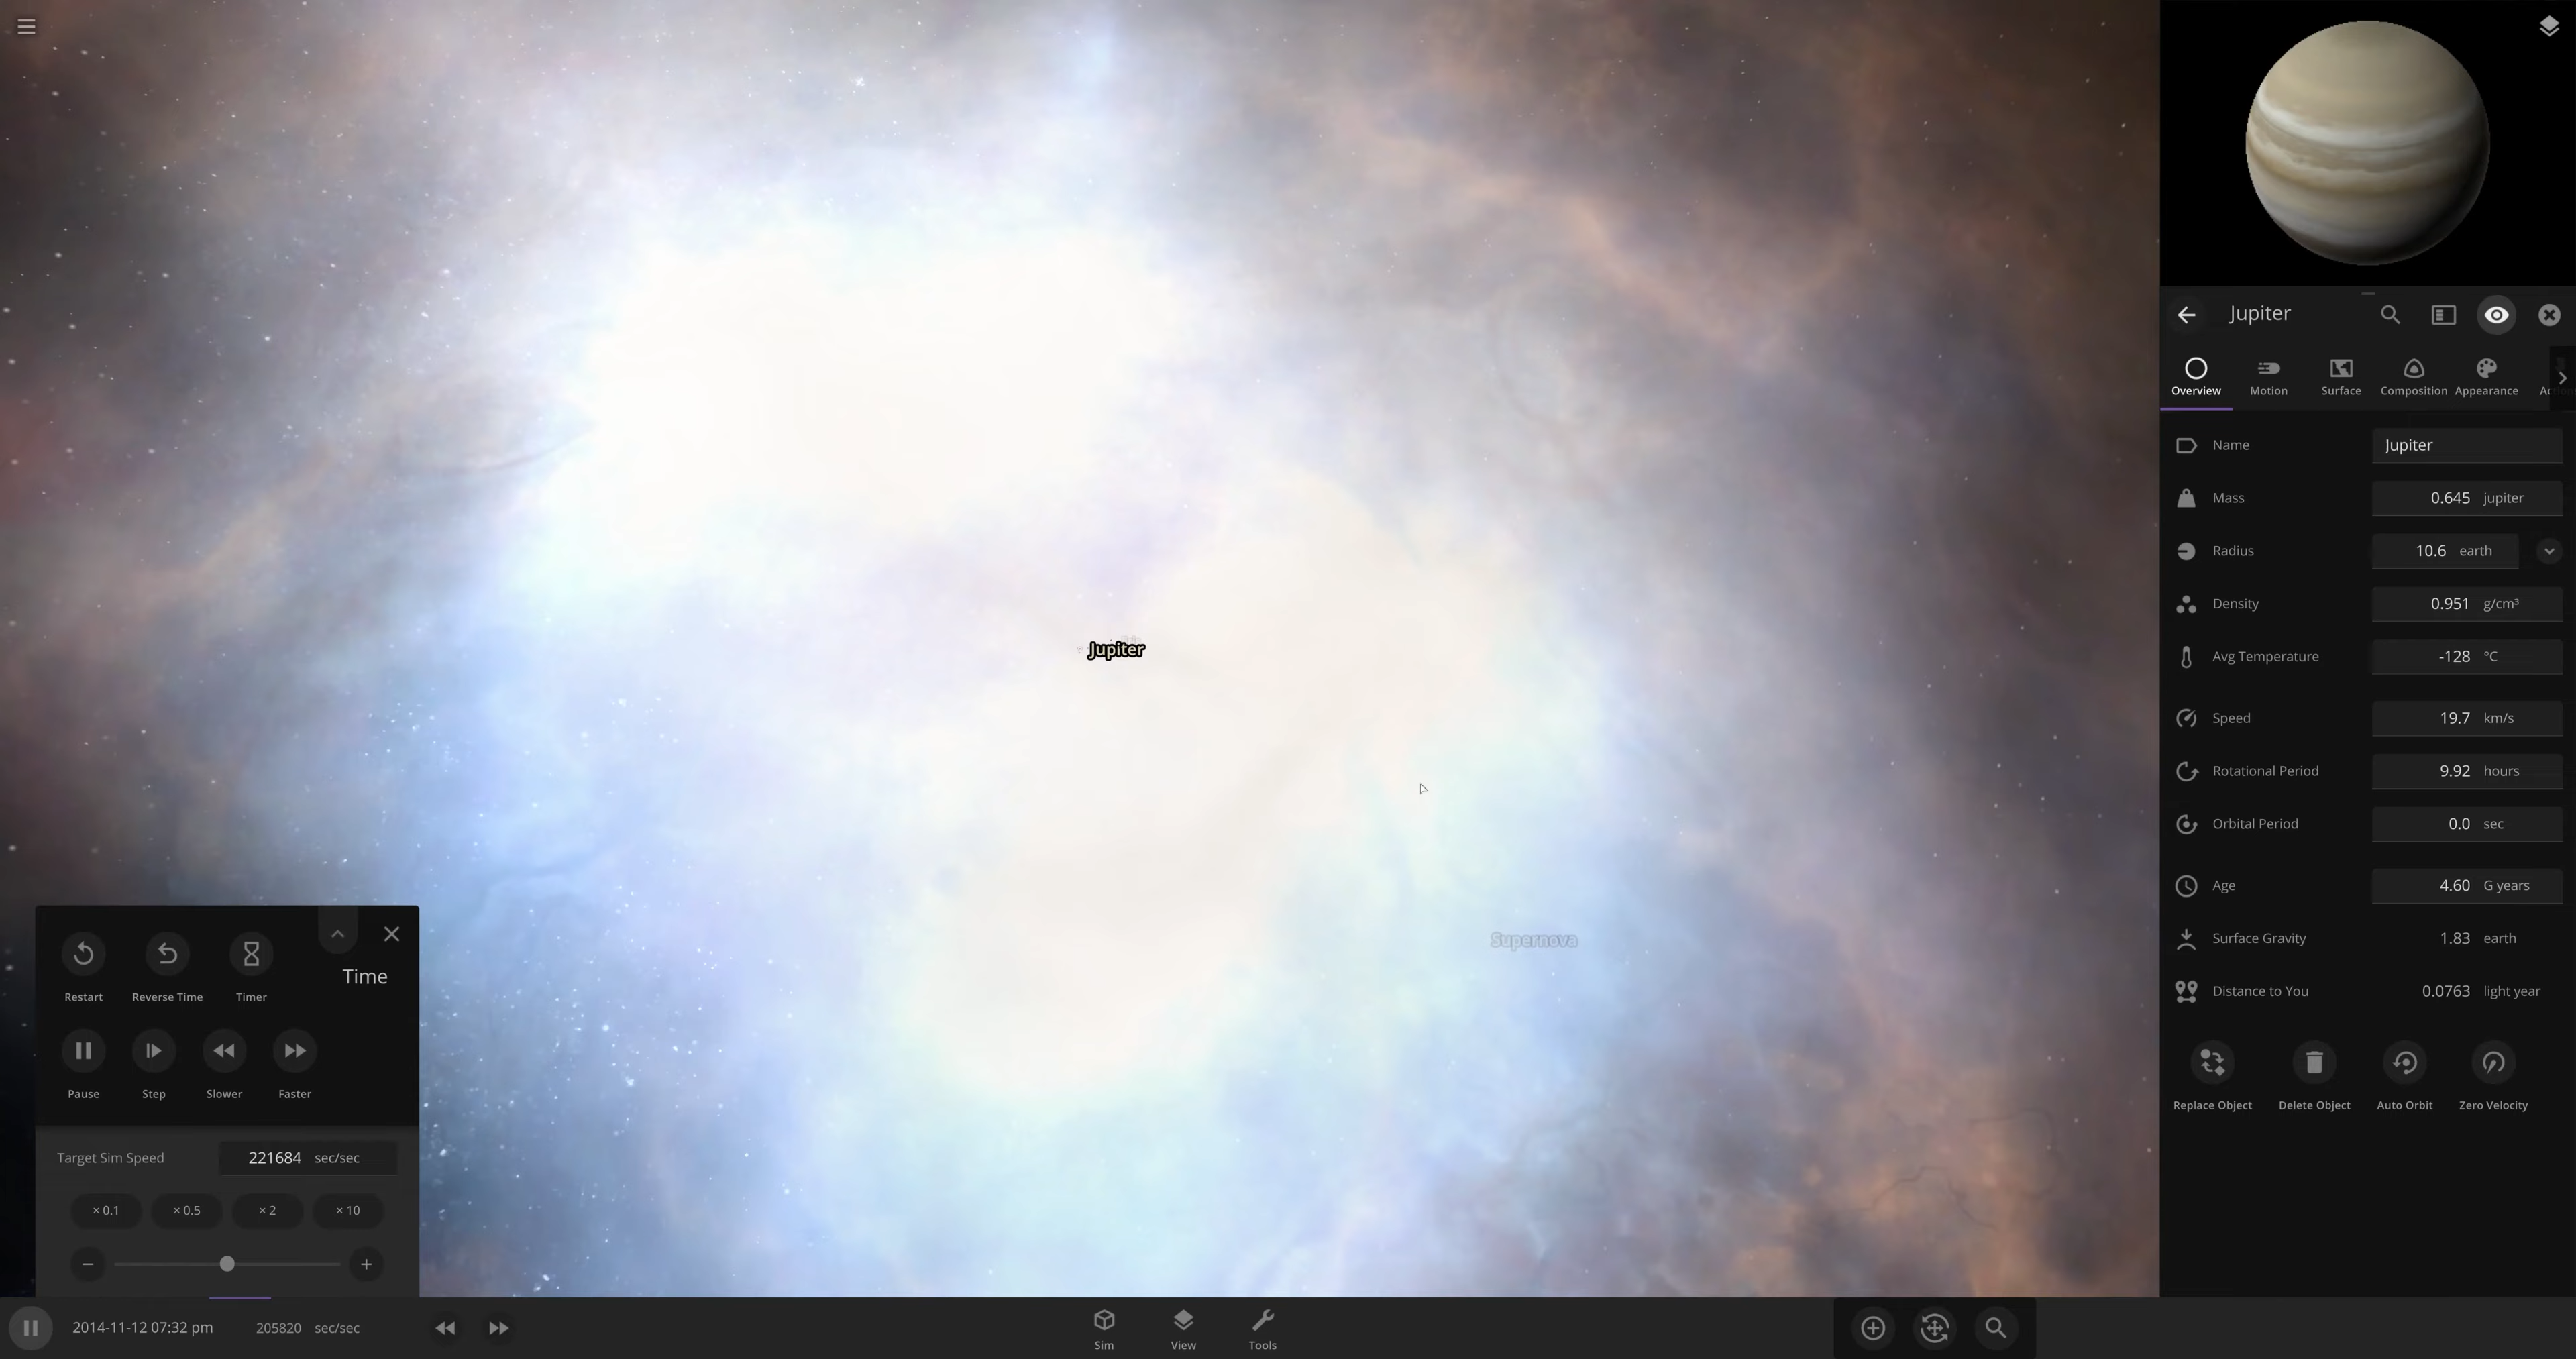 Jupiter
Supernova
Restart
Reverse Time
Timer
Time
Pause
Step
Slower
Faster
Target Sim Speed 221684 sec/sec
× 0.1 × 0.5 × 2 × 10
2014-11-12 07:32 pm 205820 sec/sec
Sim
View
Tools
Jupiter
Overview
Motion
Surface
Composition
Appearance
Name Jupiter
Mass 0.645 jupiter
Radius 10.6 earth
Density 0.951 g/cm³
Avg Temperature -128 °C
Speed 19.7 km/s
Rotational Period 9.92 hours
Orbital Period 0.0 sec
Age 4.60 G years
Surface Gravity 1.83 earth
Distance to You 0.0763 light year
Replace Object
Delete Object
Auto Orbit
Zero Velocity